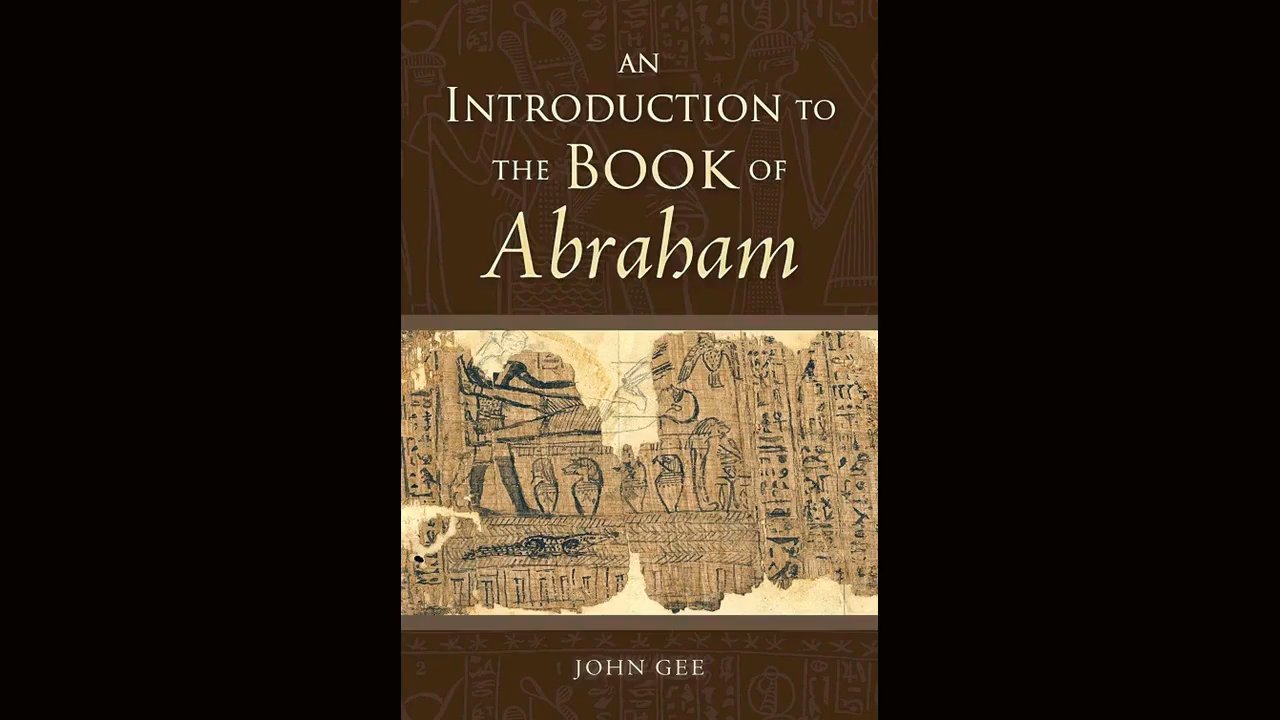 AN
INTRODUCTION TO
THE BOOK OF
Abraham
JOHN GEE